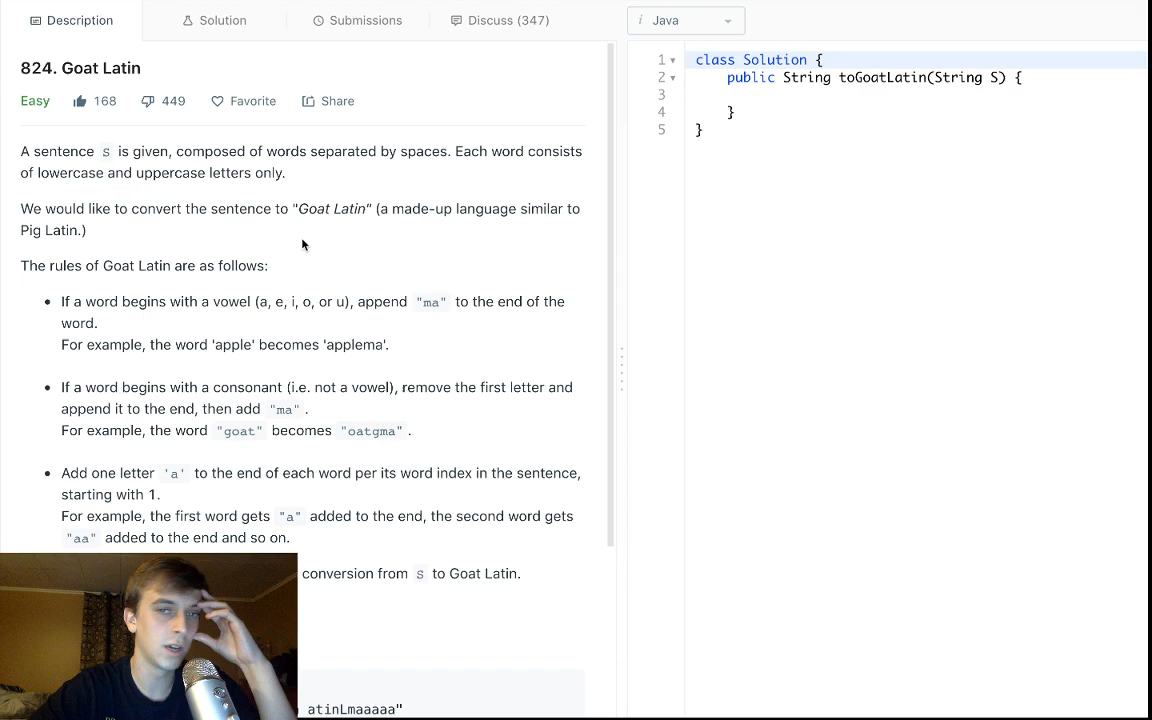 Description Solution Submissions Discuss (347)
i Java
824. Goat Latin
Easy 168 449 Favorite Share
A sentence S is given, composed of words separated by spaces. Each word consists
of lowercase and uppercase letters only.
We would like to convert the sentence to "Goat Latin" (a made-up language similar to
Pig Latin.)
The rules of Goat Latin are as follows:
• If a word begins with a vowel (a, e, i, o, or u), append "ma" to the end of the
word.
For example, the word 'apple' becomes 'applema'.
• If a word begins with a consonant (i.e. not a vowel), remove the first letter and
append it to the end, then add "ma".
For example, the word "goat" becomes "oatgma".
• Add one letter 'a' to the end of each word per its word index in the sentence,
starting with 1.
For example, the first word gets "a" added to the end, the second word gets
"aa" added to the end and so on.
conversion from S to Goat Latin.
atinLmaaaaa"
1 class Solution {
2 public String toGoatLatin(String S) {
3
4 }
5 }